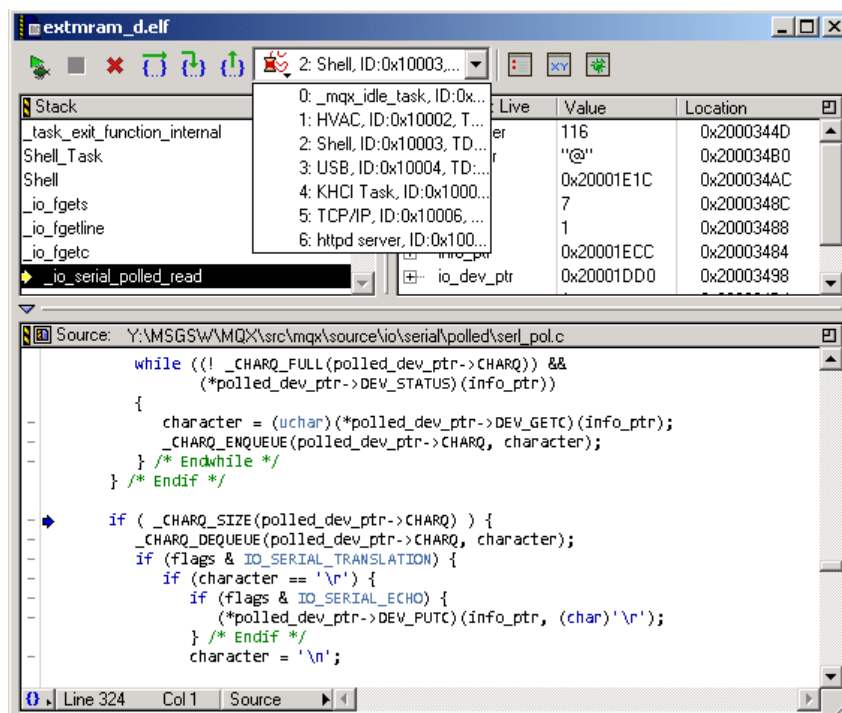 extmram_d.elf
2: Shell, ID:0x10003,...
0: _mqx_idle_task, ID:0x...
1: HVAC, ID:0x10002, T...
2: Shell, ID:0x10003, TD...
3: USB, ID:0x10004, TD:...
4: KHCI Task, ID:0x1000...
5: TCP/IP, ID:0x10006, ...
6: httpd server, ID:0x100...
Stack
Live Value Location
_task_exit_function_internal
116 0x2000344D
Shell_Task
"@" 0x200034B0
Shell
0x20001E1C 0x200034AC
_io_fgets
7 0x2000348C
_io_fgetline
1 0x20003488
_io_fgetc
info_ptr 0x20001ECC 0x20003484
_io_serial_polled_read
io_dev_ptr 0x20001DD0 0x20003498
Source: Y:\MSGSW\MQX\src\mqx\source\io\serial\polled\serl_pol.c
while ((! _CHARQ_FULL(polled_dev_ptr->CHARQ)) &&
(*polled_dev_ptr->DEV_STATUS)(info_ptr))
{
character = (uchar)(*polled_dev_ptr->DEV_GETC)(info_ptr);
_CHARQ_ENQUEUE(polled_dev_ptr->CHARQ, character);
} /* Endwhile */
} /* Endif */
if ( _CHARQ_SIZE(polled_dev_ptr->CHARQ) ) {
_CHARQ_DEQUEUE(polled_dev_ptr->CHARQ, character);
if (flags & IO_SERIAL_TRANSLATION) {
if (character == '\r') {
if (flags & IO_SERIAL_ECHO) {
(*polled_dev_ptr->DEV_PUTC)(info_ptr, (char)'\r');
} /* Endif */
character = '\n';
Line 324 Col 1 Source